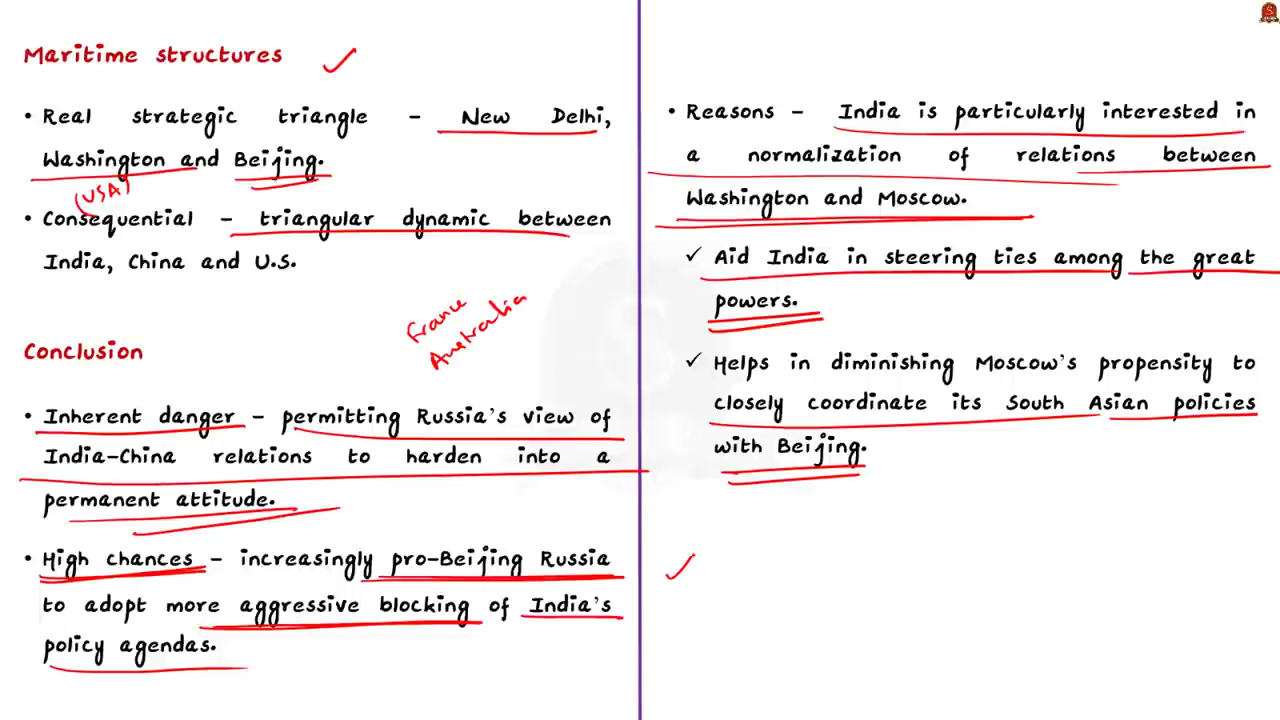 Maritime structures
• Real strategic triangle – New Delhi,
Washington and Beijing.
(USA)
• Consequential – triangular dynamic between
India, China and U.S.
France
Australia
Conclusion
• Inherent danger – permitting Russia's view of
India-China relations to harden into a
permanent attitude.
• High chances – increasingly pro-Beijing Russia
to adopt more aggressive blocking of India's
policy agendas.
• Reasons – India is particularly interested in
a normalization of relations between
Washington and Moscow.
✓ Aid India in steering ties among the great
powers.
✓ Helps in diminishing Moscow's propensity to
closely coordinate its South Asian policies
with Beijing.